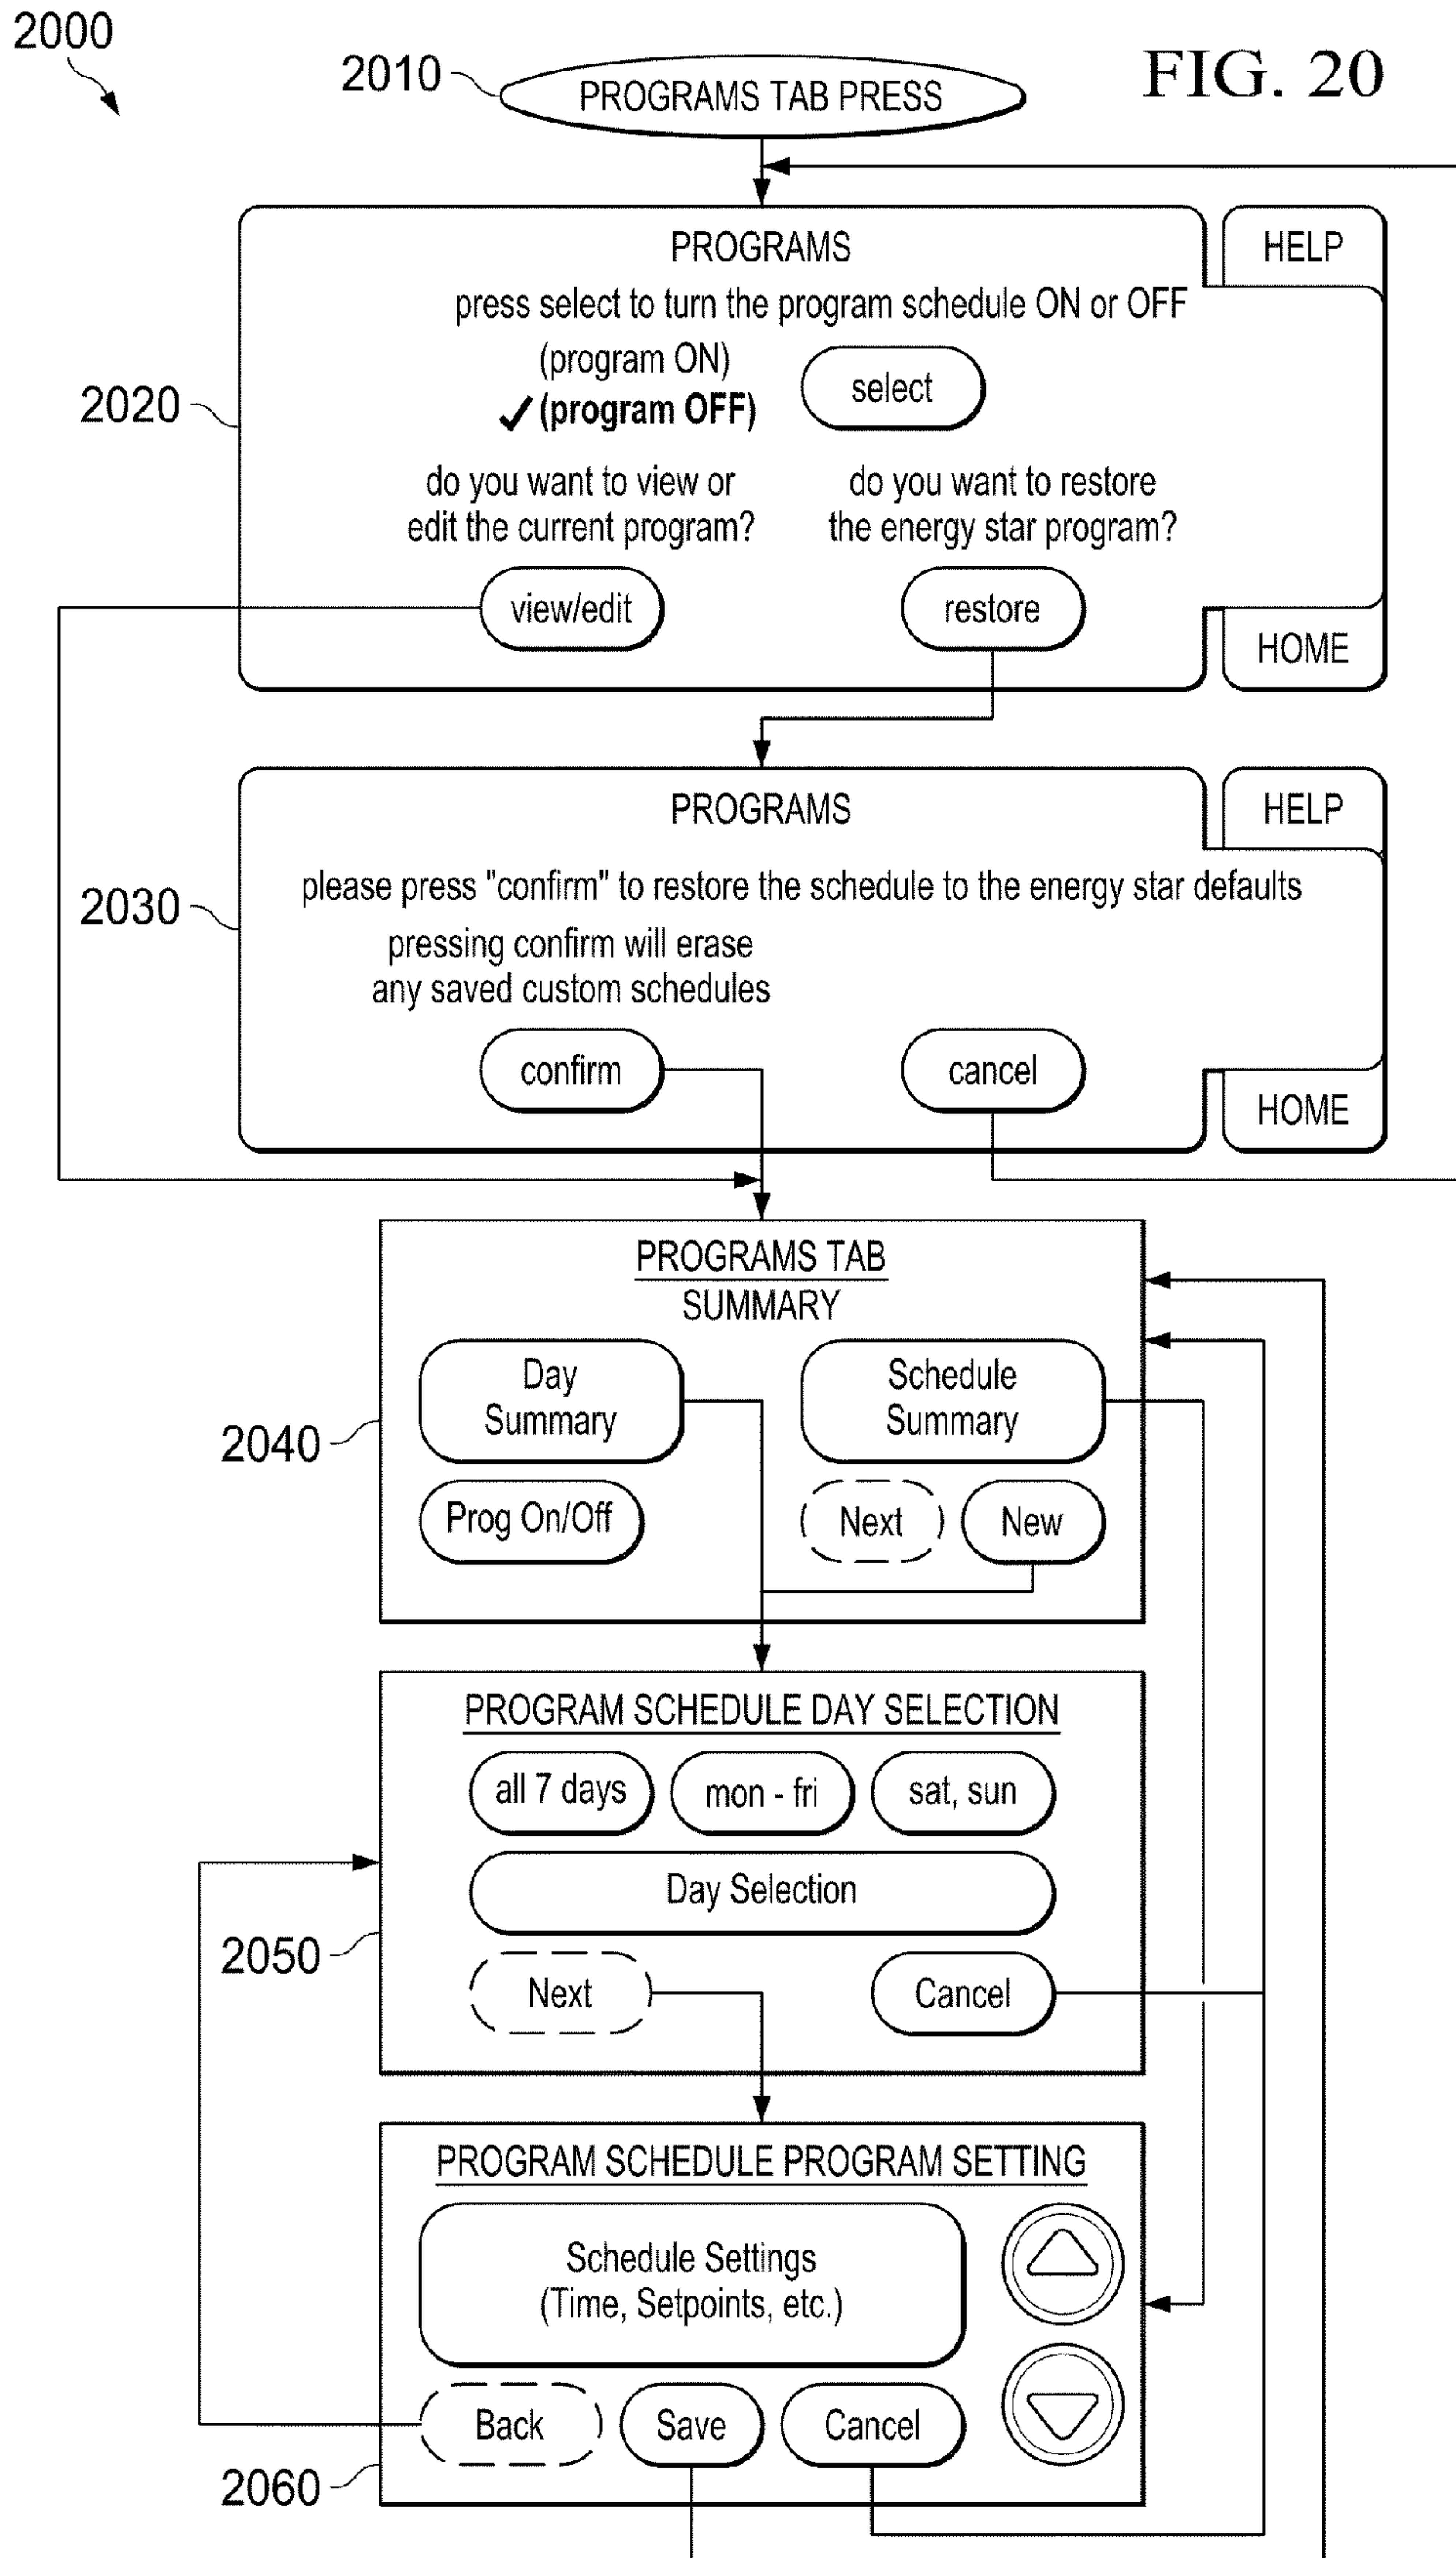 2000
2010
PROGRAMS TAB PRESS
FIG. 20
PROGRAMS
HELP
press select to turn the program schedule ON or OFF
(program ON)
select
2020
✓(program OFF)
do you want to view or
edit the current program?
do you want to restore
the energy star program?
view/edit
restore
HOME
PROGRAMS
HELP
please press "confirm" to restore the schedule to the energy star defaults
2030
pressing confirm will erase
any saved custom schedules
confirm
cancel
HOME
PROGRAMS TAB
SUMMARY
Day
Summary
Schedule
Summary
2040
Prog On/Off
Next
New
PROGRAM SCHEDULE DAY SELECTION
all 7 days
mon - fri
sat, sun
Day Selection
2050
Next
Cancel
PROGRAM SCHEDULE PROGRAM SETTING
Schedule Settings
(Time, Setpoints, etc.)
Back
Save
Cancel
2060